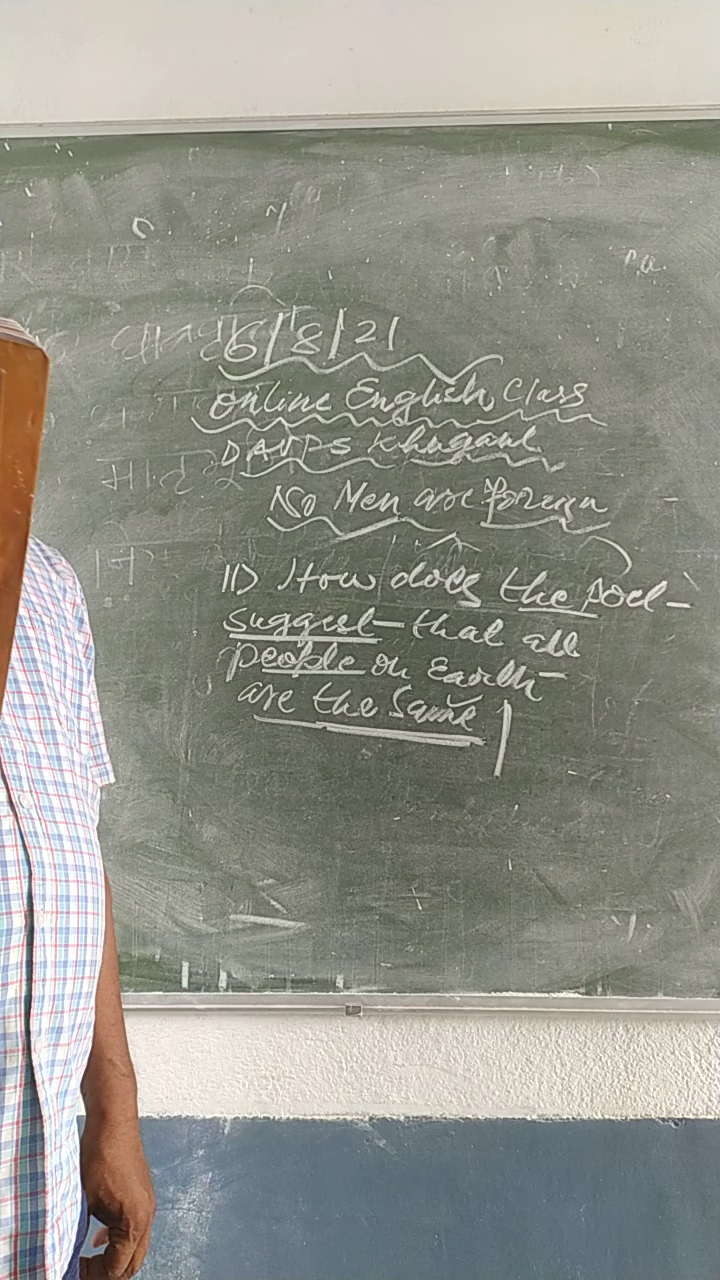 6/8/21
Online English Class
DAVPS Khagaul
No Men are foreign
11) How does the poet
suggest that all
people on Earth
are the same